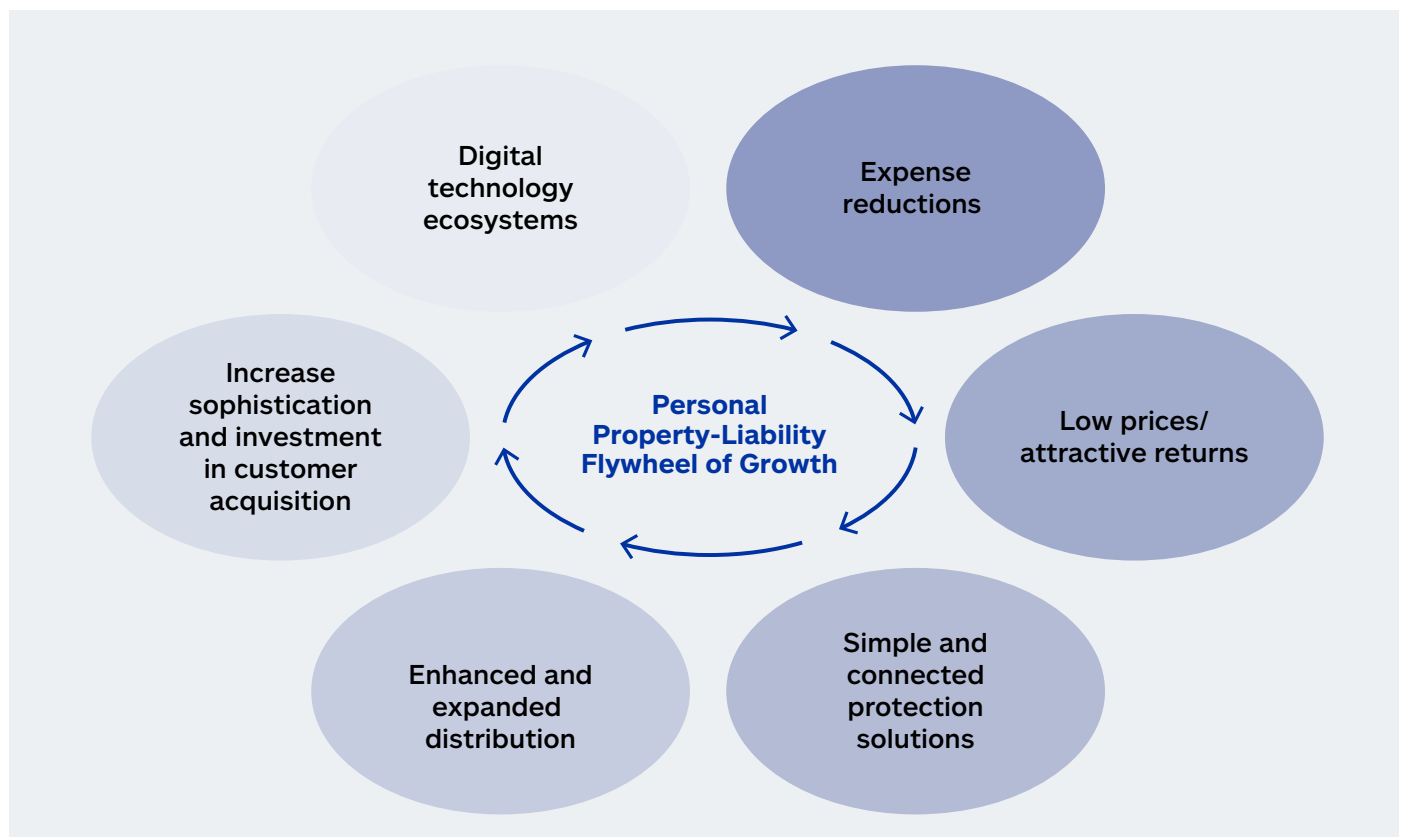 Digital
technology
ecosystems
Expense
reductions
Increase
sophistication
and investment
in customer
acquisition
Personal
Property-Liability
Flywheel of Growth
Low prices/
attractive returns
Enhanced and
expanded
distribution
Simple and
connected
protection
solutions